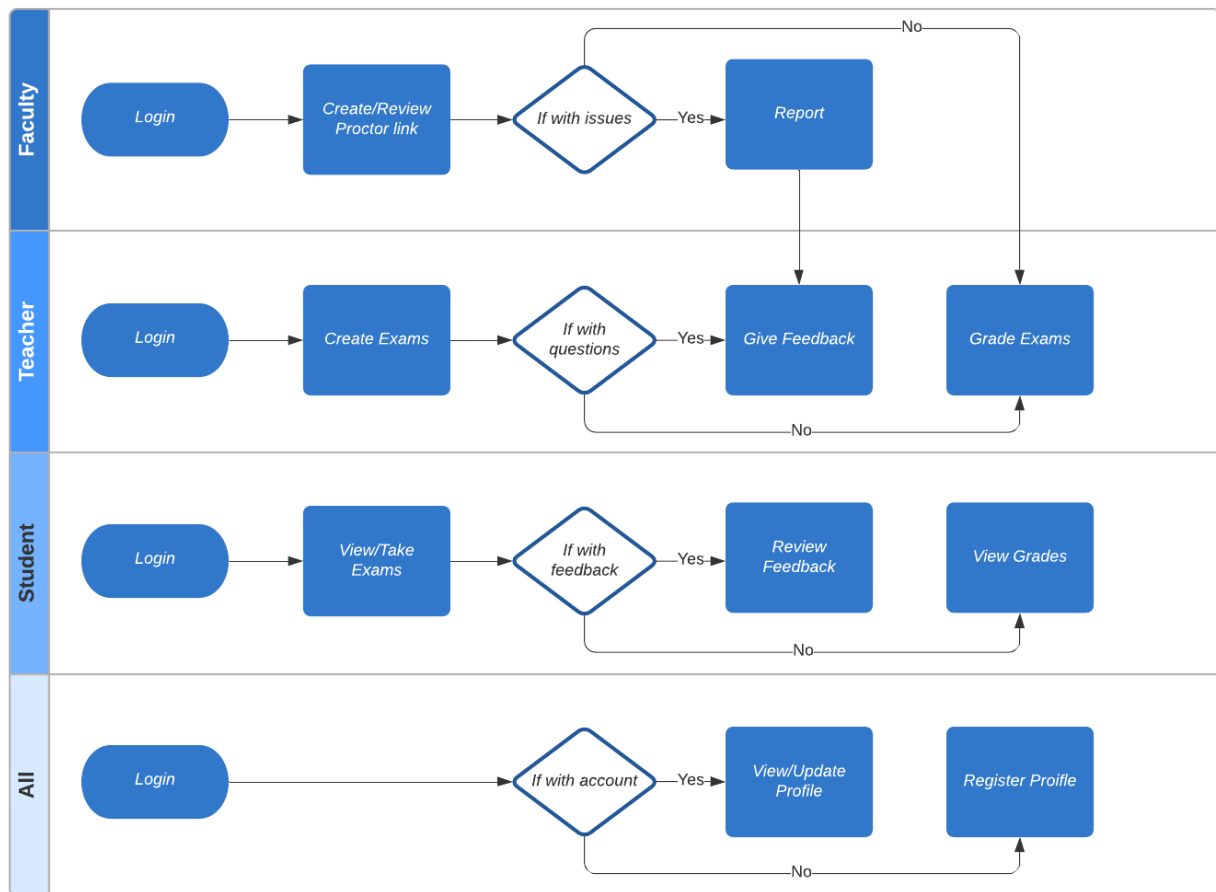 No
Faculty
Login
Create/Review
Proctor link
If with issues
Yes
Report
Teacher
Login
Create Exams
If with
questions
Yes
Give Feedback
Grade Exams
No
Student
Login
View/Take
Exams
If with
feedback
Yes
Review
Feedback
View Grades
No
All
Login
If with account
Yes
View/Update
Profile
Register Proifle
No